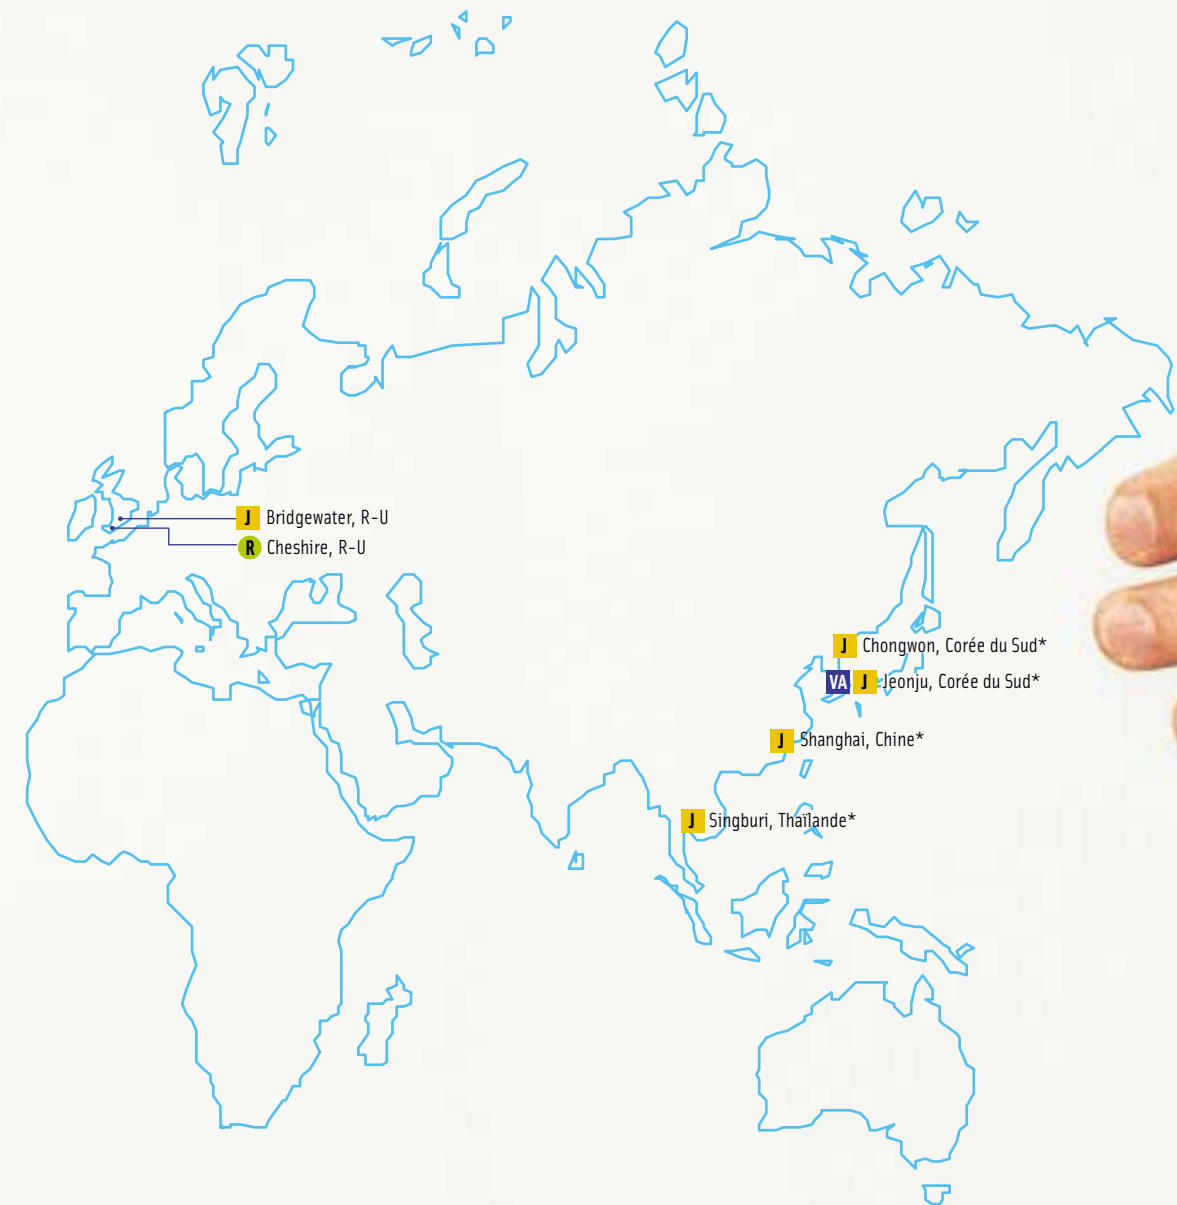 J Bridgewater, R-U
R Cheshire, R-U
J Chongwon, Corée du Sud*
VA J Jeonju, Corée du Sud*
J Shanghai, Chine*
J Singburi, Thaïlande*